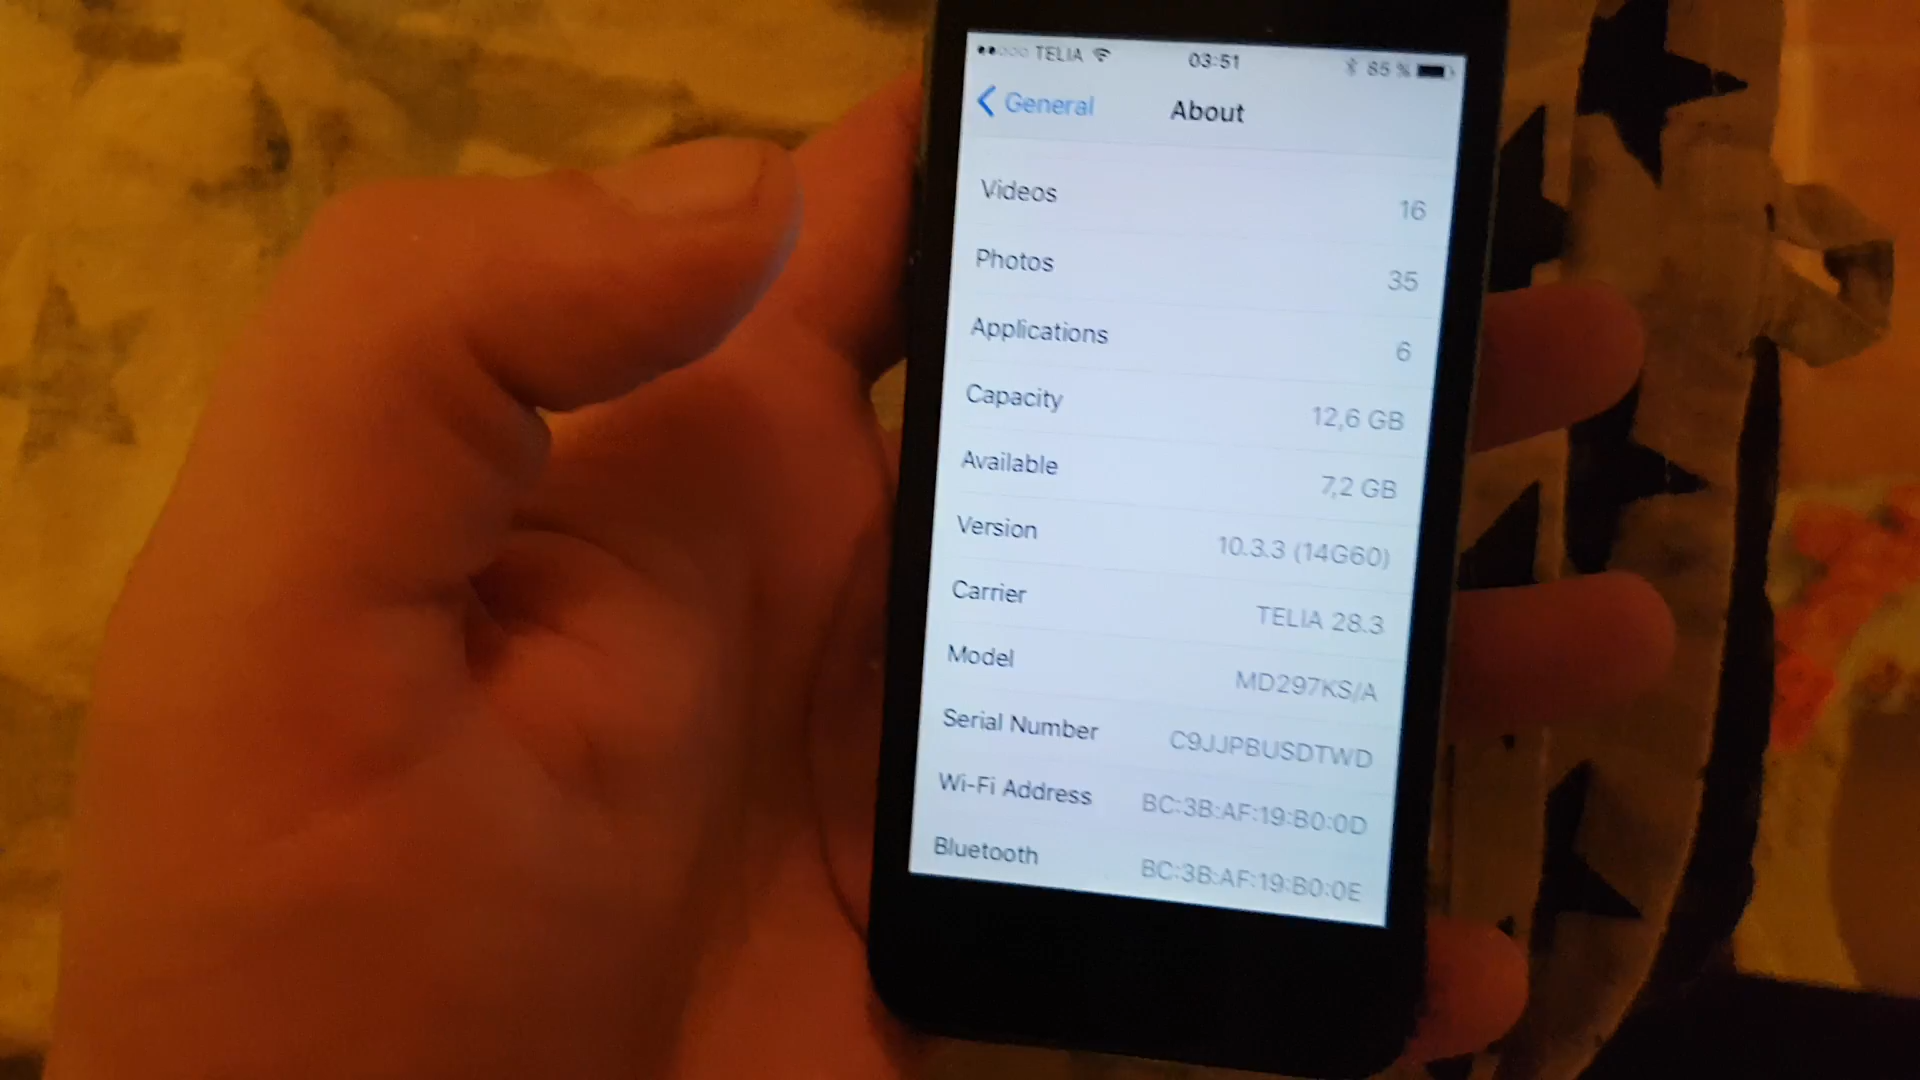 TELIA 03:51 85 %
General About
Videos 16
Photos 35
Applications 6
Capacity 12,6 GB
Available 7,2 GB
Version 10.3.3 (14G60)
Carrier TELIA 28.3
Model MD297KS/A
Serial Number C9JJPBUSDTWD
Wi-Fi Address BC:3B:AF:19:B0:0D
Bluetooth BC:3B:AF:19:B0:0E